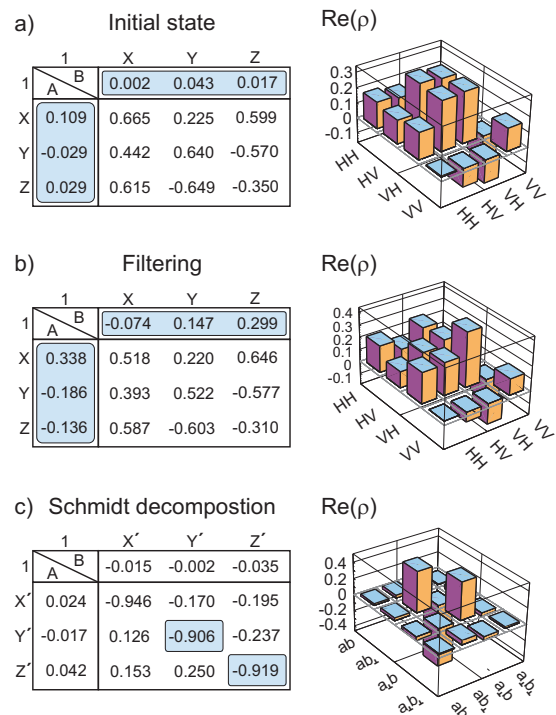 a) Initial state Re(ρ)
1 X Y Z
B
A
1 0.002 0.043 0.017
X 0.109 0.665 0.225 0.599
Y -0.029 0.442 0.640 -0.570
Z 0.029 0.615 -0.649 -0.350
0.3
0.2
0.1
0
-0.1
HH HV VH VV
HH HV VH VV
b) Filtering Re(ρ)
1 X Y Z
B
A
1 -0.074 0.147 0.299
X 0.338 0.518 0.220 0.646
Y -0.186 0.393 0.522 -0.577
Z -0.136 0.587 -0.603 -0.310
0.4
0.3
0.2
0.1
0
-0.1
HH HV VH VV
HH HV VH VV
c) Schmidt decompostion Re(ρ)
1 X´ Y´ Z´
B
A
1 -0.015 -0.002 -0.035
X´ 0.024 -0.946 -0.170 -0.195
Y´ -0.017 0.126 -0.906 -0.237
Z´ 0.042 0.153 0.250 -0.919
0.4
0.2
0
-0.2
-0.4
ab ab⊥ a⊥b a⊥b⊥
ab ab⊥ a⊥b a⊥b⊥